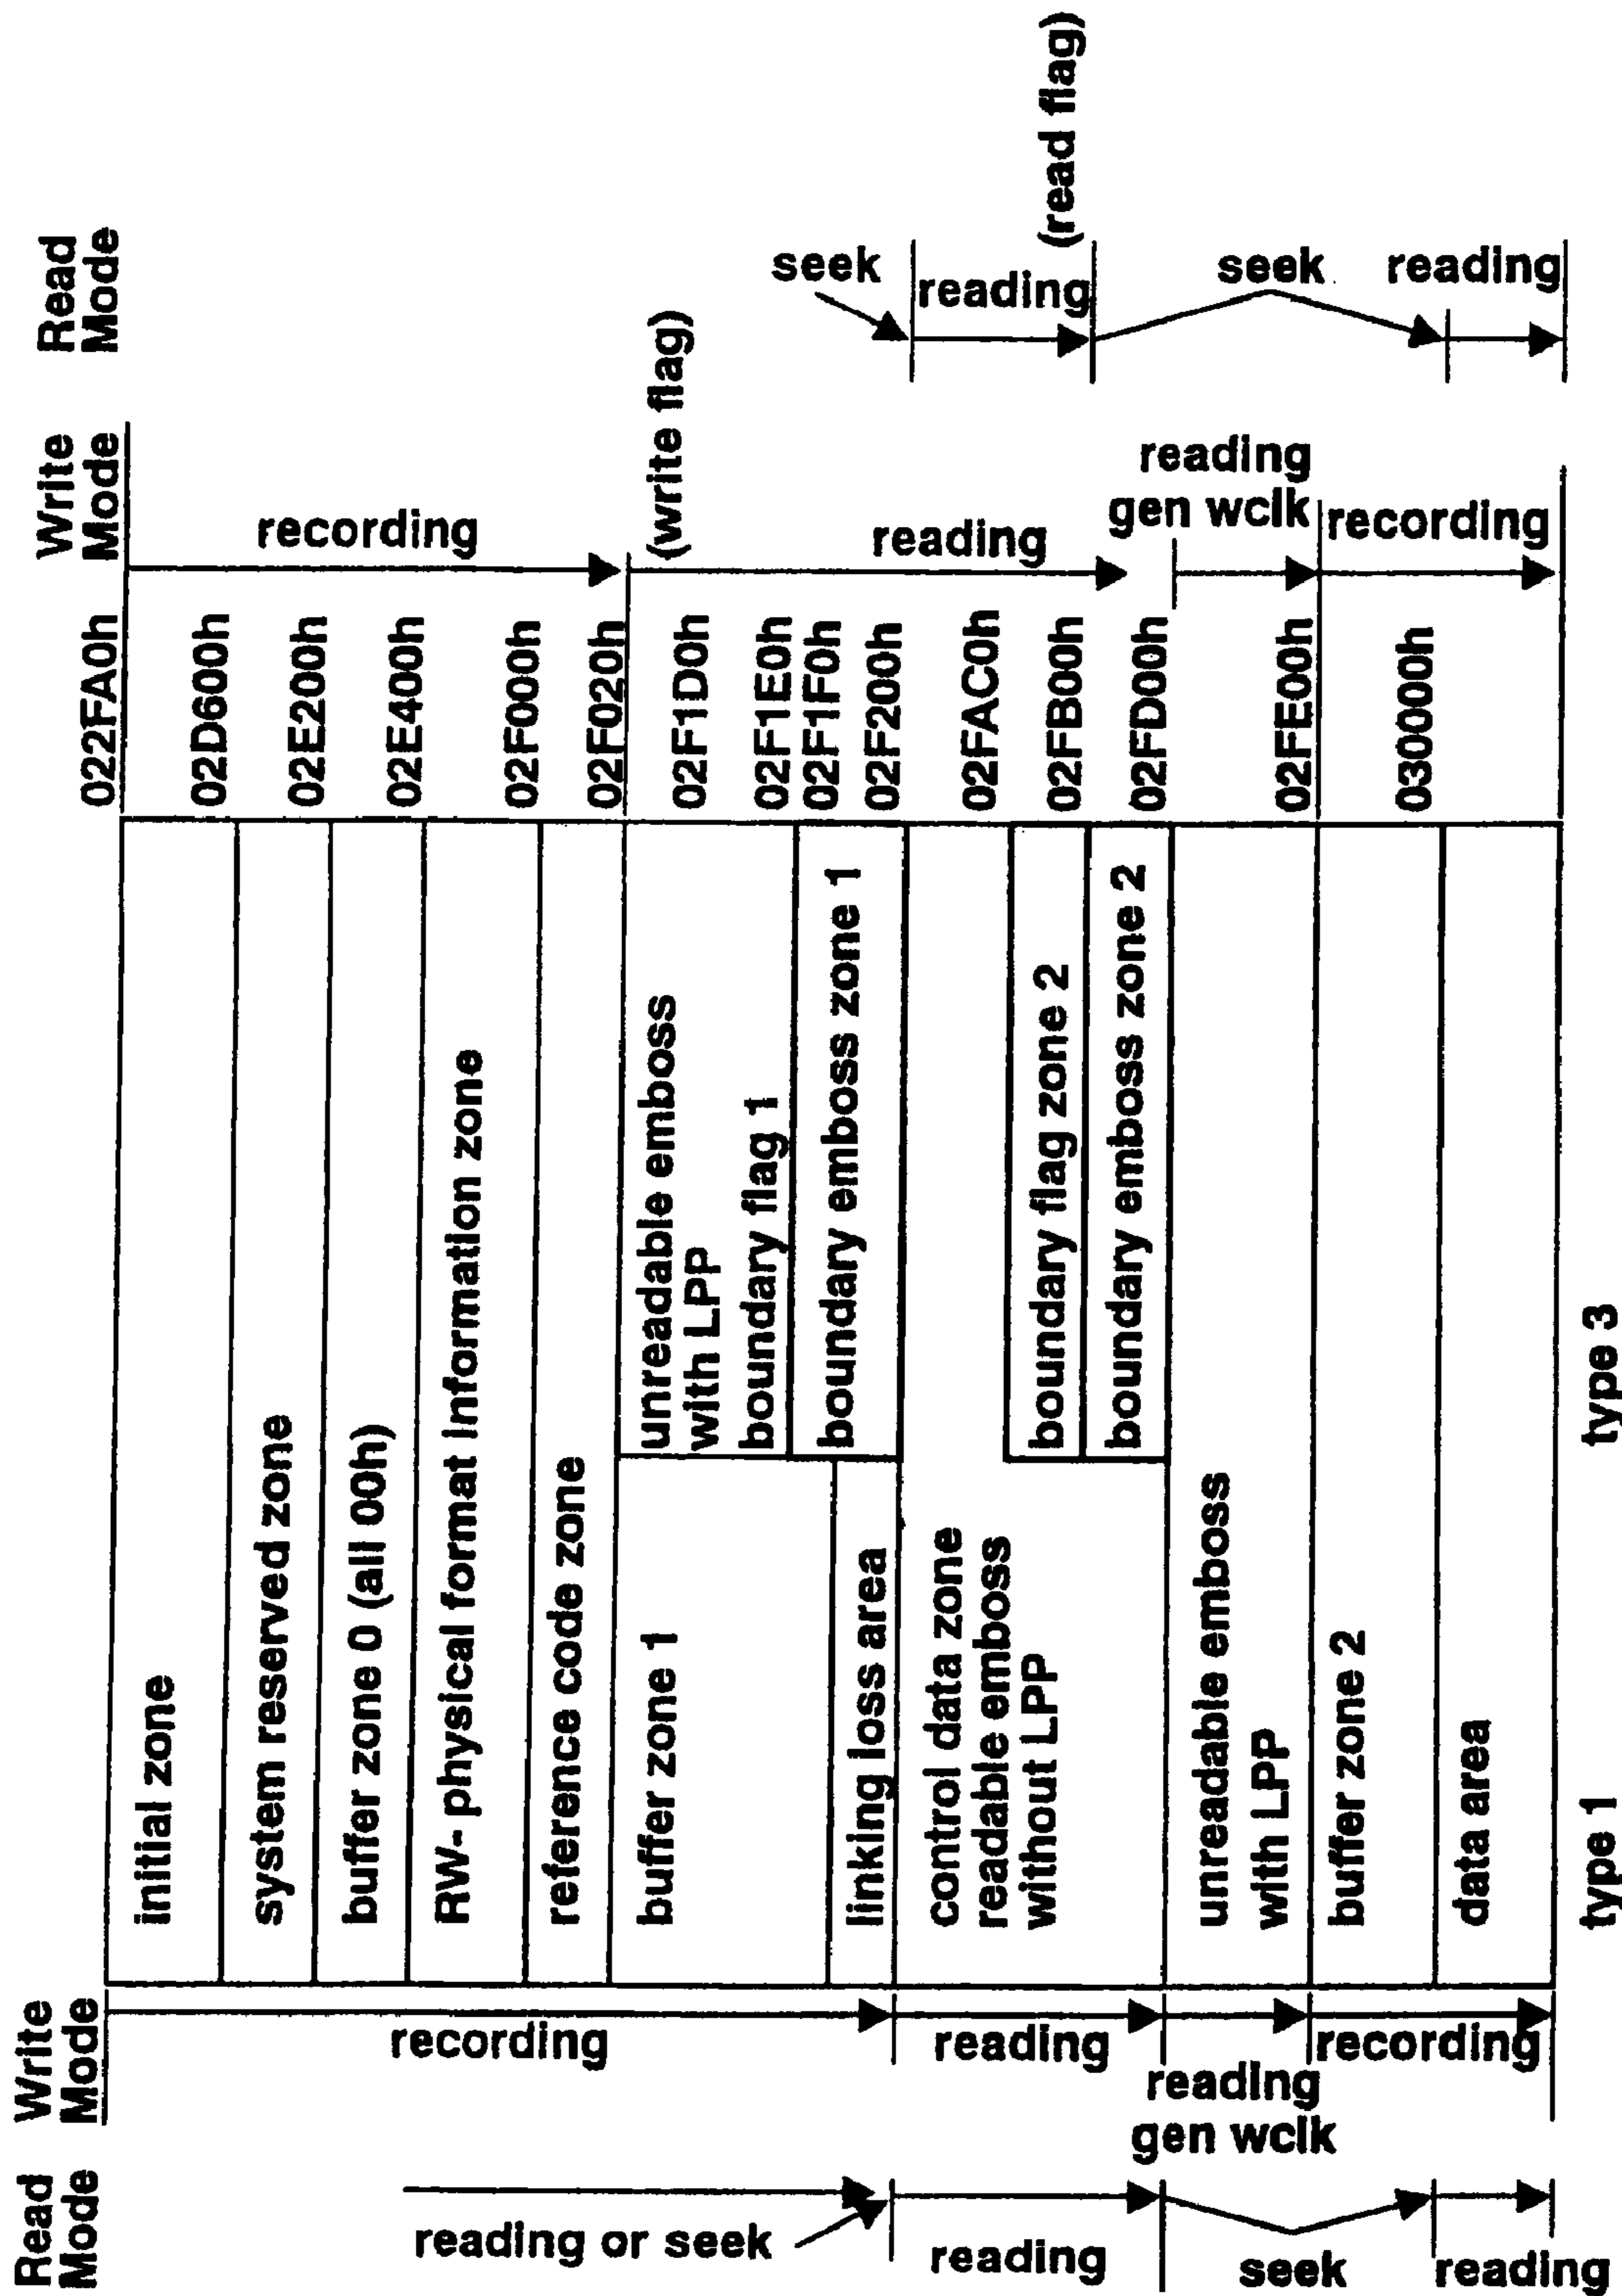 Read
Mode
Write
Mode
recording
reading
reading
gen wclk
recording
reading or seek
reading
seek
reading
initial zone
system reserved zone
buffer zone 0 (all 00h)
RW- physical format information zone
reference code zone
buffer zone 1
linking loss area
control data zone
readable emboss
without LPP
unreadable emboss
with LPP
buffer zone 2
data area
type 1
unreadable emboss
with LPP
boundary flag 1
boundary emboss zone 1
boundary flag zone 2
boundary emboss zone 2
type 3
022FA0h
02D600h
02E200h
02E400h
02F000h
02F020h
02F1D0h
02F1E0h
02F1F0h
02F200h
02FAC0h
02FB00h
02FD00h
02FE00h
030000h
Write
Mode
recording
(write flag)
reading
reading
gen wclk
recording
Read
Mode
seek
reading
(read flag)
seek
reading